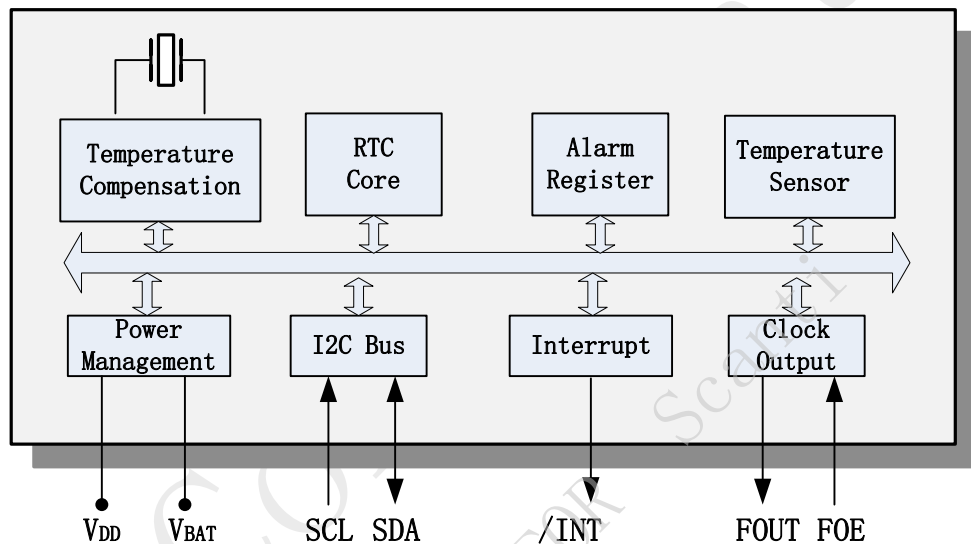 Temperature
Compensation
RTC
Core
Alarm
Register
Temperature
Sensor
Power
Management
I2C Bus
Interrupt
Clock
Output
VDD
VBAT
SCL
SDA
/INT
FOUT
FOE
Scanti